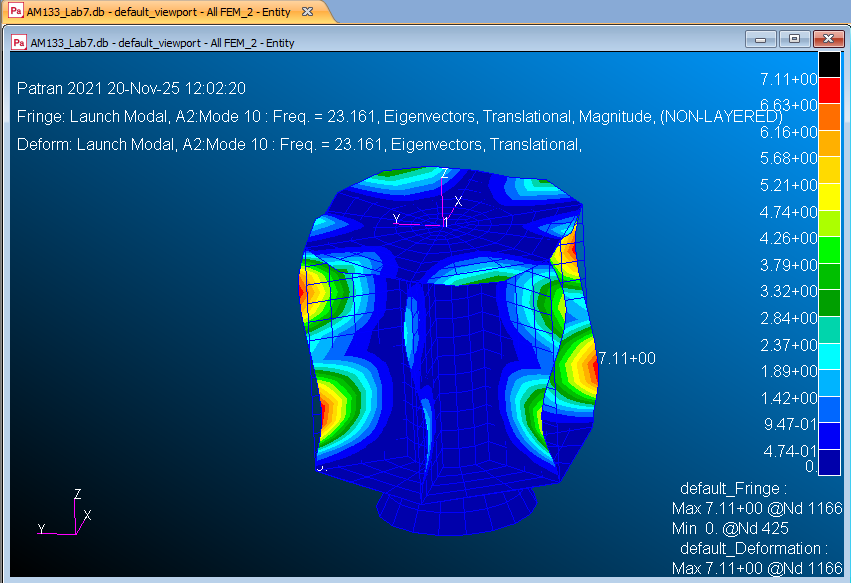 Pa AM133_Lab7.db - default_viewport - All FEM_2 - Entity
Pa AM133_Lab7.db - default_viewport - All FEM_2 - Entity
Patran 2021 20-Nov-25 12:02:20
Fringe: Launch Modal, A2:Mode 10 : Freq. = 23.161, Eigenvectors, Translational, Magnitude, (NON-LAYERED)
Deform: Launch Modal, A2:Mode 10 : Freq. = 23.161, Eigenvectors, Translational,
7.11+00
6.63+00
6.16+00
5.68+00
5.21+00
4.74+00
4.26+00
3.79+00
3.32+00
2.84+00
2.37+00
1.89+00
1.42+00
9.47-01
4.74-01
0.
Z
X
Y
1
7.11+00
0.
Z
X
Y
default_Fringe :
Max 7.11+00 @Nd 1166
Min 0. @Nd 425
default_Deformation :
Max 7.11+00 @Nd 1166